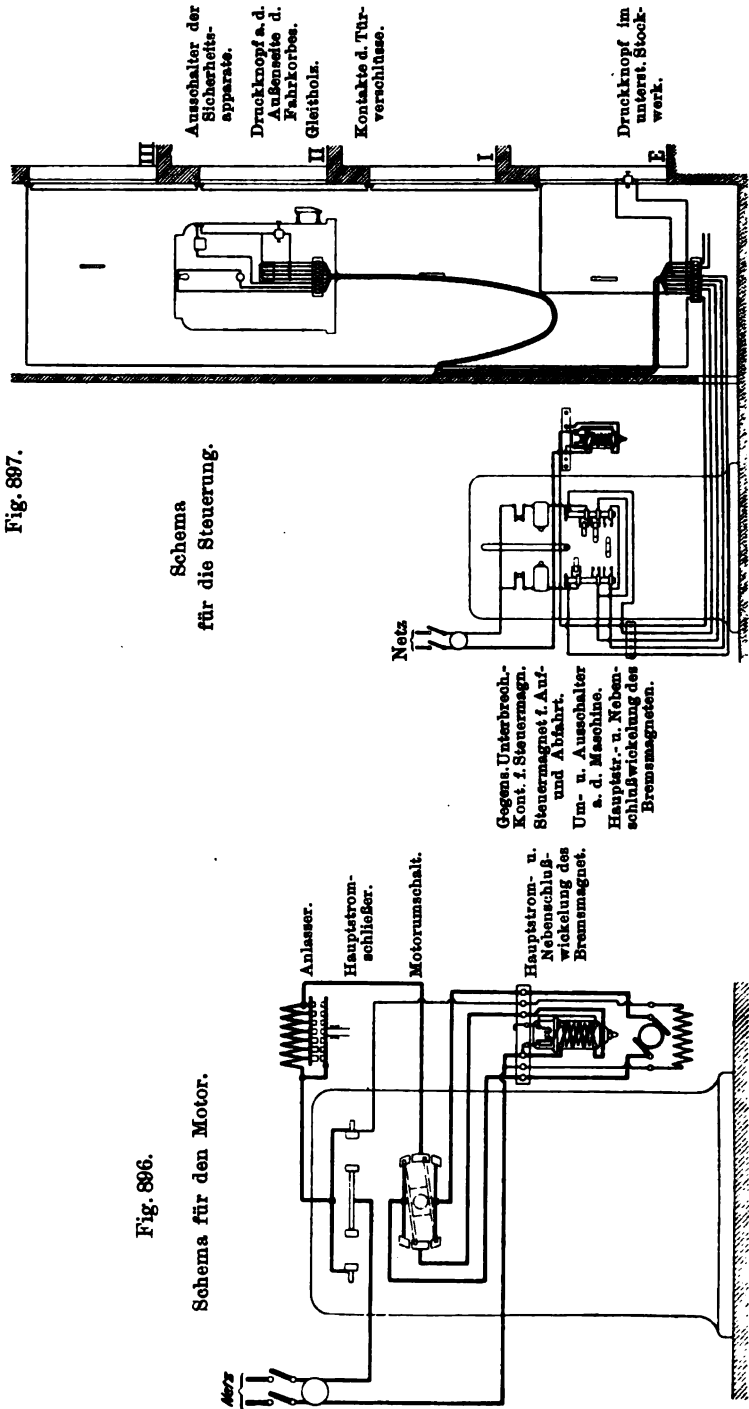 Fig. 896.
Schema für den Motor.
Netz
Anlasser.
Hauptstrom-
schließer.
Motorumschalt.
Hauptstrom- u.
Nebenschluß-
wickelung des
Bremsmagnet.
Fig. 897.
Schema
für die Steuerung.
Netz
Gegens. Unterbrech.-
Kont. f. Steuermagn.
Steuermagnet f. Auf-
und Abfahrt.
Um- u. Ausschalter
a. d. Maschine.
Hauptstr.- u. Neben-
schlußwickelung des
Bremsmagneten.
III
II
I
E
Ausschalter der
Sicherheits-
apparate.
Druckknopf a. d.
Außenseite d.
Fahrkorbes.
Gleitholz.
Kontakte d. Tür-
verschlüsse.
Druckknopf im
unterst. Stock-
werk.